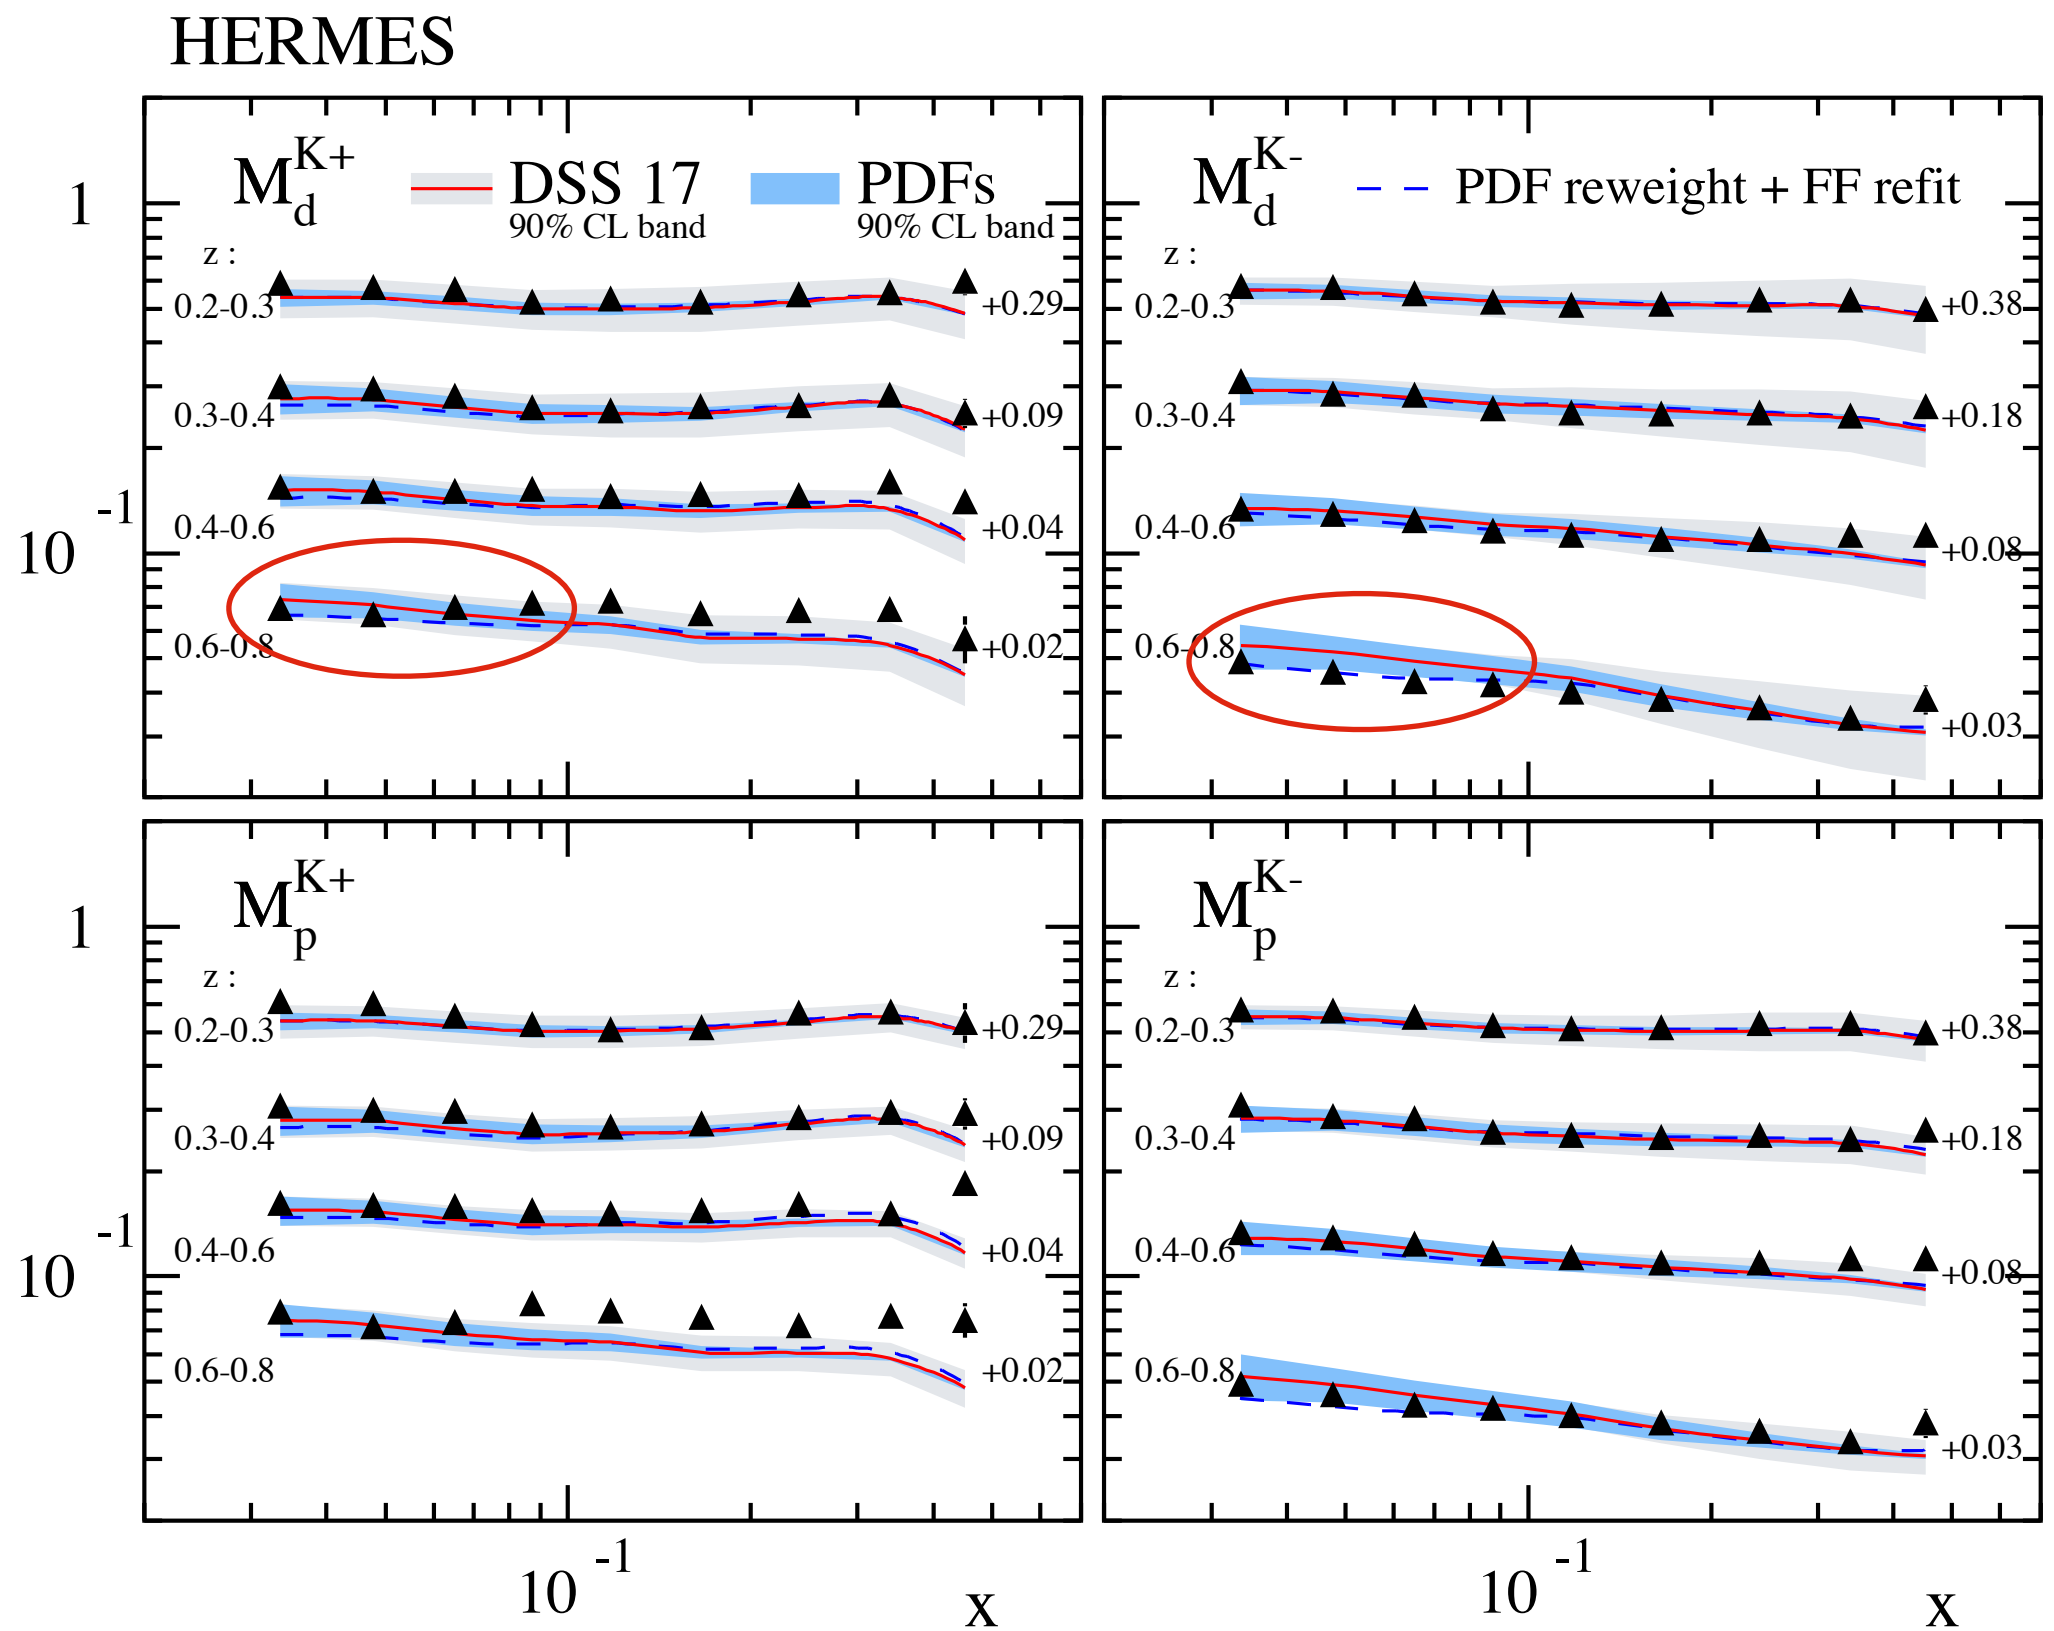 HERMES
M_d^K+ DSS 17 PDFs
90% CL band 90% CL band
z :
0.2-0.3 +0.29
0.3-0.4 +0.09
0.4-0.6 +0.04
0.6-0.8 +0.02
1
10^-1
M_d^K- PDF reweight + FF refit
z :
0.2-0.3 +0.38
0.3-0.4 +0.18
0.4-0.6 +0.08
0.6-0.8 +0.03
M_p^K+
z :
0.2-0.3 +0.29
0.3-0.4 +0.09
0.4-0.6 +0.04
0.6-0.8 +0.02
1
10^-1
M_p^K-
z :
0.2-0.3 +0.38
0.3-0.4 +0.18
0.4-0.6 +0.08
0.6-0.8 +0.03
10^-1 x
10^-1 x